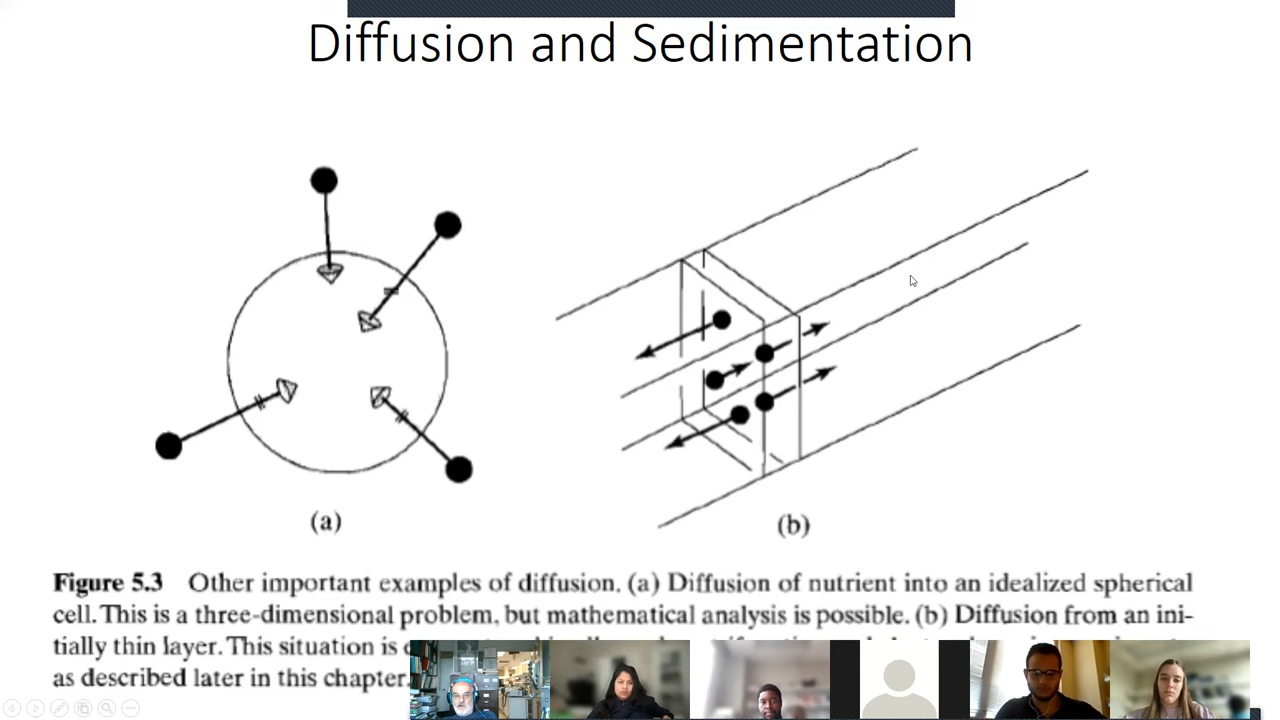 Diffusion and Sedimentation
(a)
(b)
Figure 5.3 Other important examples of diffusion. (a) Diffusion of nutrient into an idealized spherical
cell. This is a three-dimensional problem, but mathematical analysis is possible. (b) Diffusion from an ini-
tially thin layer. This situation is
as described later in this chapter.